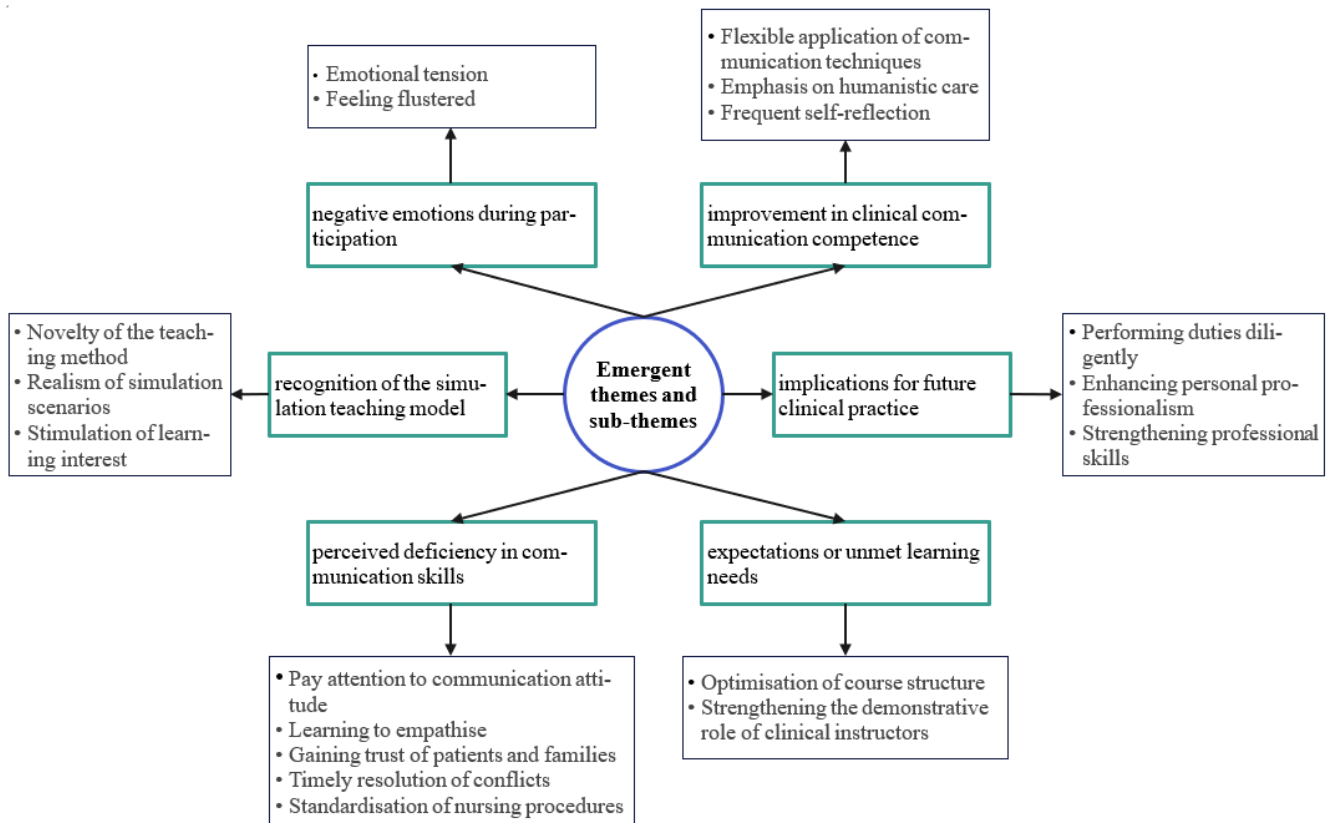 • Emotional tension
• Feeling flustered
• Flexible application of com-
munication techniques
• Emphasis on humanistic care
• Frequent self-reflection
negative emotions during par-
ticipation
improvement in clinical com-
munication competence
• Novelty of the teach-
ing method
• Realism of simulation
scenarios
• Stimulation of learn-
ing interest
recognition of the simu-
lation teaching model
Emergent
themes and
sub-themes
implications for future
clinical practice
• Performing duties dili-
gently
• Enhancing personal pro-
fessionalism
• Strengthening professional
skills
perceived deficiency in com-
munication skills
expectations or unmet learning
needs
• Pay attention to communication atti-
tude
• Learning to empathise
• Gaining trust of patients and families
• Timely resolution of conflicts
• Standardisation of nursing procedures
• Optimisation of course structure
• Strengthening the demonstrative
role of clinical instructors